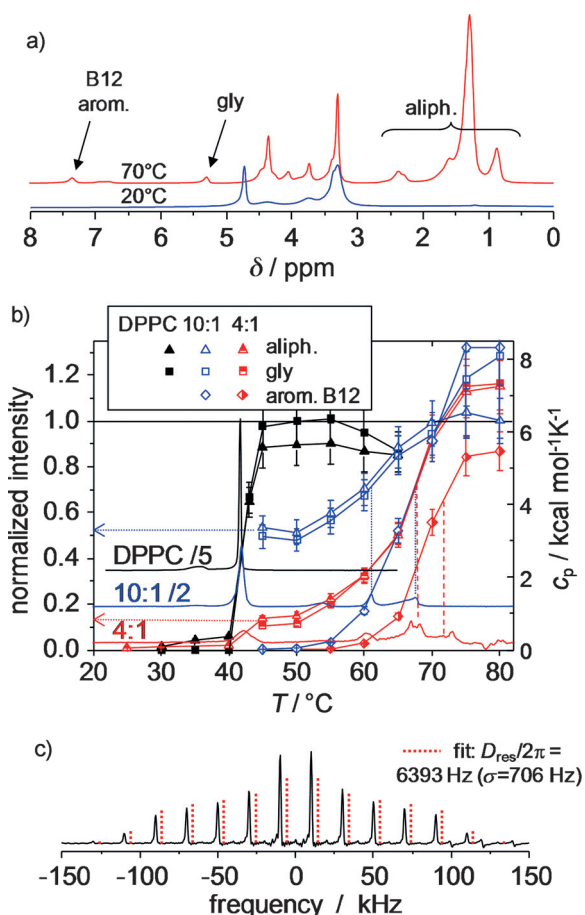 a)
B12
arom.
gly
aliph.
70°C
20°C
8 7 6 5 4 3 2 1 0
δ / ppm
b)
DPPC 10:1 4:1
aliph.
gly
arom. B12
normalized intensity
1.2
1.0
0.8
0.6
0.4
0.2
0.0
8
6
4
2
0
cp / kcal mol-1K-1
DPPC /5
10:1/2
4:1
20 30 40 50 60 70 80
T / °C
c)
fit: Dres/2π =
6393 Hz (σ=706 Hz)
-150 -100 -50 0 50 100 150
frequency / kHz